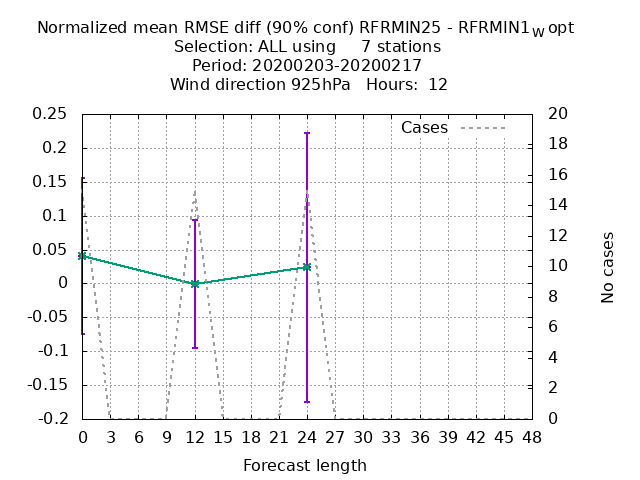 Normalized mean RMSE diff (90% conf) RFRMIN25 - RFRMIN1wopt
Selection: ALL using 7 stations
Period: 20200203-20200217
Wind direction 925hPa Hours: 12
Cases
0.25
0.2
0.15
0.1
0.05
0
-0.05
-0.1
-0.15
-0.2
20
18
16
14
12
10
8
6
4
2
0
No cases
0 3 6 9 12 15 18 21 24 27 30 33 36 39 42 45 48
Forecast length